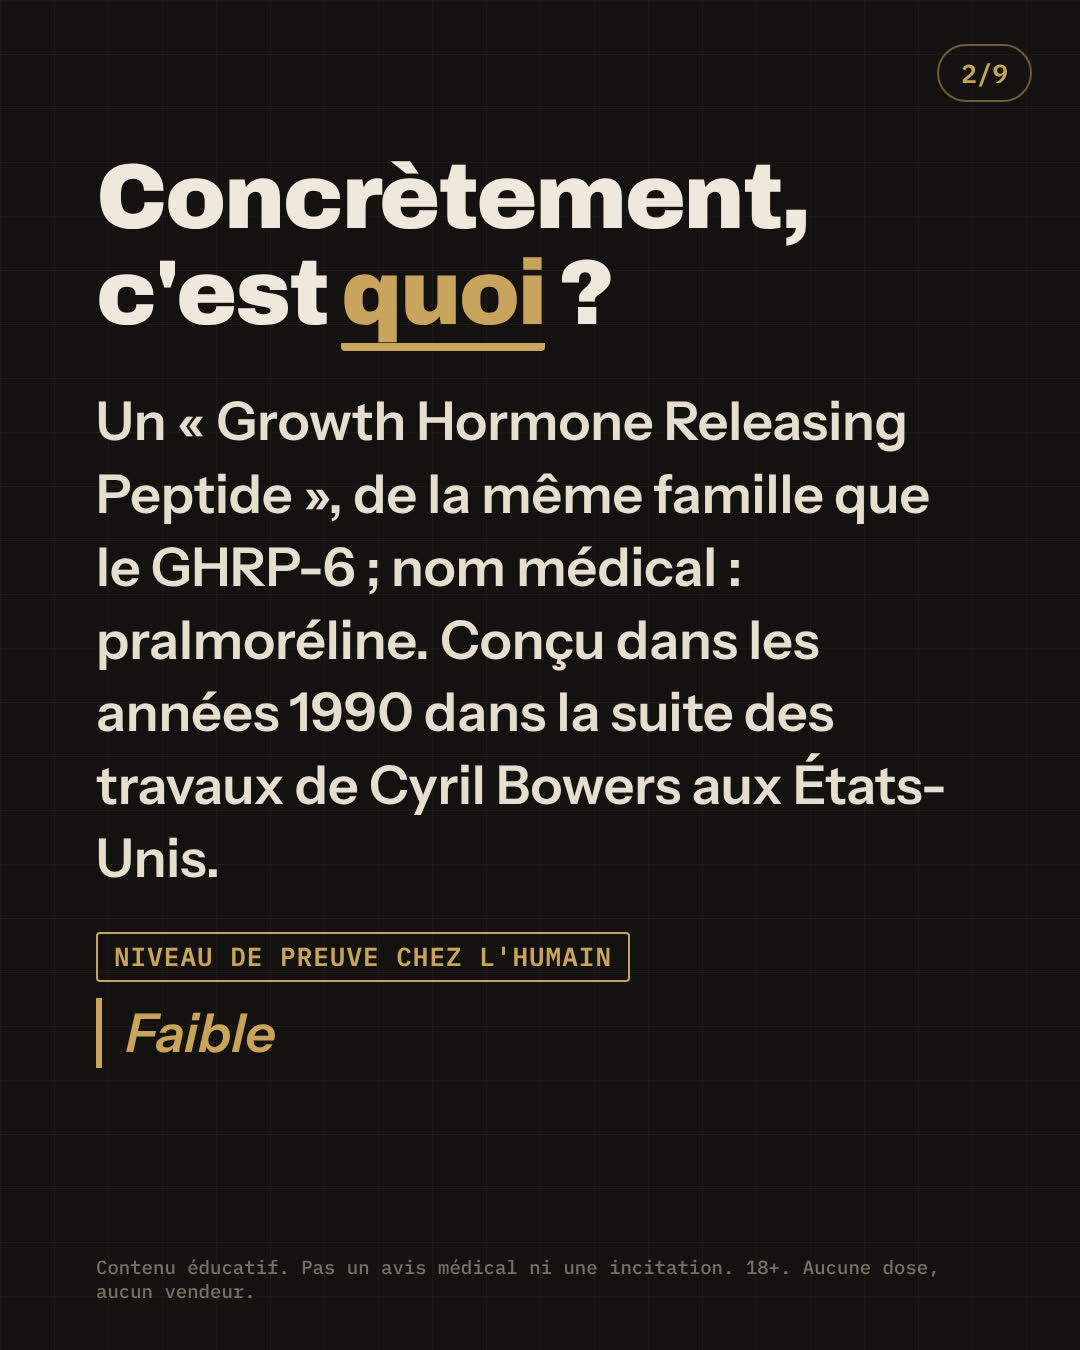 2/9
Concrètement,
c'est quoi ?
Un « Growth Hormone Releasing
Peptide », de la même famille que
le GHRP-6 ; nom médical :
pralmoréline. Conçu dans les
années 1990 dans la suite des
travaux de Cyril Bowers aux États-
Unis.
NIVEAU DE PREUVE CHEZ L'HUMAIN
Faible
Contenu éducatif. Pas un avis médical ni une incitation. 18+. Aucune dose,
aucun vendeur.